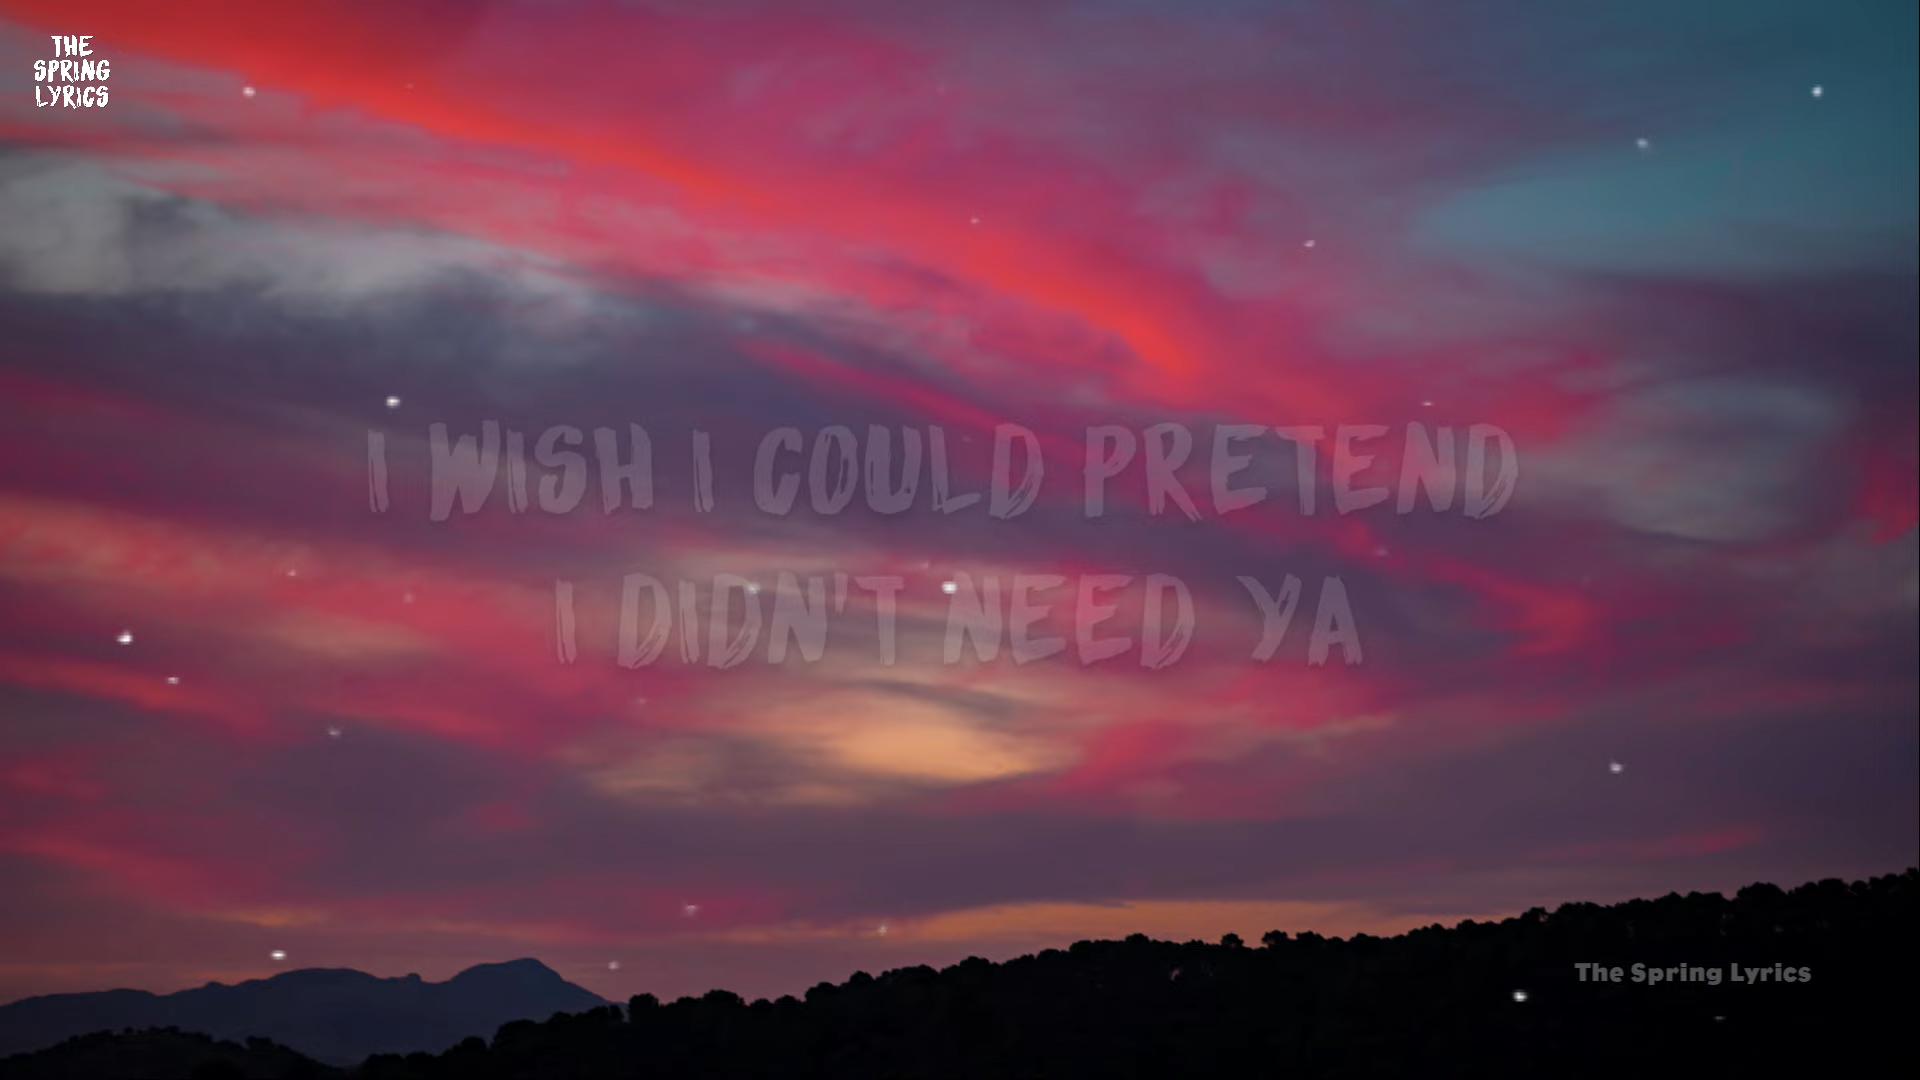 THE
SPRING
LYRICS
I WISH I COULD PRETEND
I DIDN'T NEED YA
The Spring Lyrics